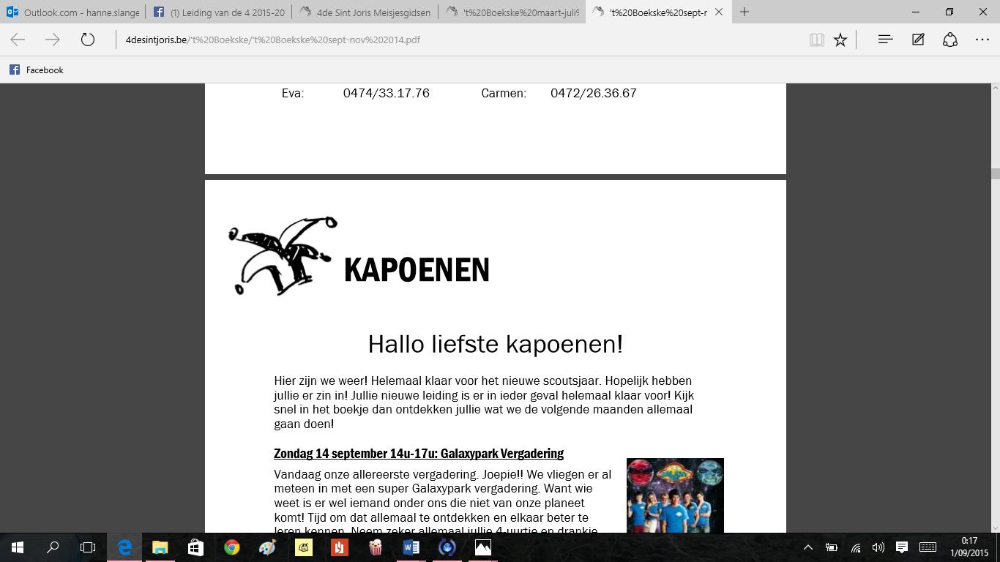 Outlook.com - hanne.slange
(1) Leiding van de 4 2015-20
4de Sint Joris Meisjesgidsen
't%20Boekske%20maart-juli%
't%20Boekske%20sept-n
4desintjoris.be/'t%20Boekske/'t%20Boekske%20sept-nov%202014.pdf
Facebook
Eva: 0474/33.17.76 Carmen: 0472/26.36.67
KAPOENEN
Hallo liefste kapoenen!
Hier zijn we weer! Helemaal klaar voor het nieuwe scoutsjaar. Hopelijk hebben
jullie er zin in! Jullie nieuwe leiding is er in ieder geval helemaal klaar voor! Kijk
snel in het boekje dan ontdekken jullie wat we de volgende maanden allemaal
gaan doen!
Zondag 14 september 14u-17u: Galaxypark Vergadering
Vandaag onze allereerste vergadering. Joepie!! We vliegen er al
meteen in met een super Galaxypark vergadering. Want wie
weet is er wel iemand onder ons die niet van onze planeet
komt! Tijd om dat allemaal te ontdekken en elkaar beter te
leren kennen. Neem zeker allemaal jullie 4-uurtje en drankje
0:17
1/09/2015